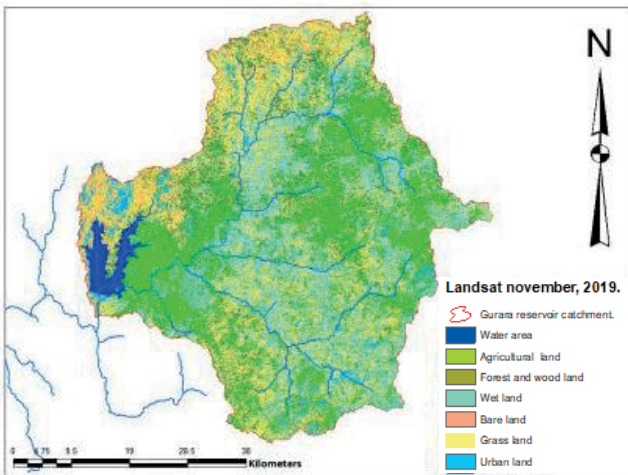 N
Landsat november, 2019.
Gurara reservoir catchment.
Water area
Agricultural land
Forest and wood land
Wet land
Bare land
Grass land
Urban land
0 4.75 9.5 19 28.5 38
Kilometers